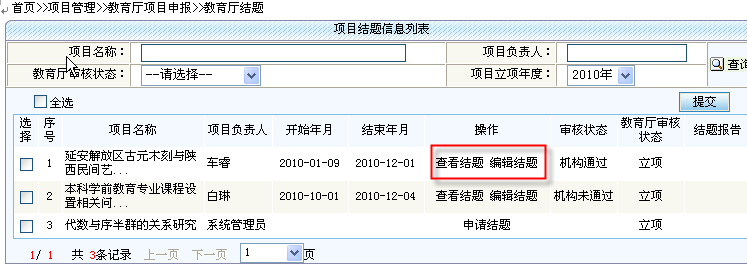 首页>>项目管理>>教育厅项目申报>>教育厅结题
项目结题信息列表
项目名称： 项目负责人：
查询
教育厅审核状态： --请选择-- 项目立项年度： 2010年
全选 提交
选择 序号 项目名称 项目负责人 开始年月 结束年月 操作 审核状态 教育厅审核状态 结题报告
1 延安解放区古元木刻与陕西民间艺... 车睿 2010-01-09 2010-12-01 查看结题 编辑结题 机构通过 立项
2 本科学前教育专业课程设置相关问... 白琳 2010-10-01 2010-12-04 查看结题 编辑结题 机构未通过 立项
3 代数与序半群的关系研究 系统管理员 申请结题 立项
1/ 1 共 3条记录 上一页 下一页 1 页